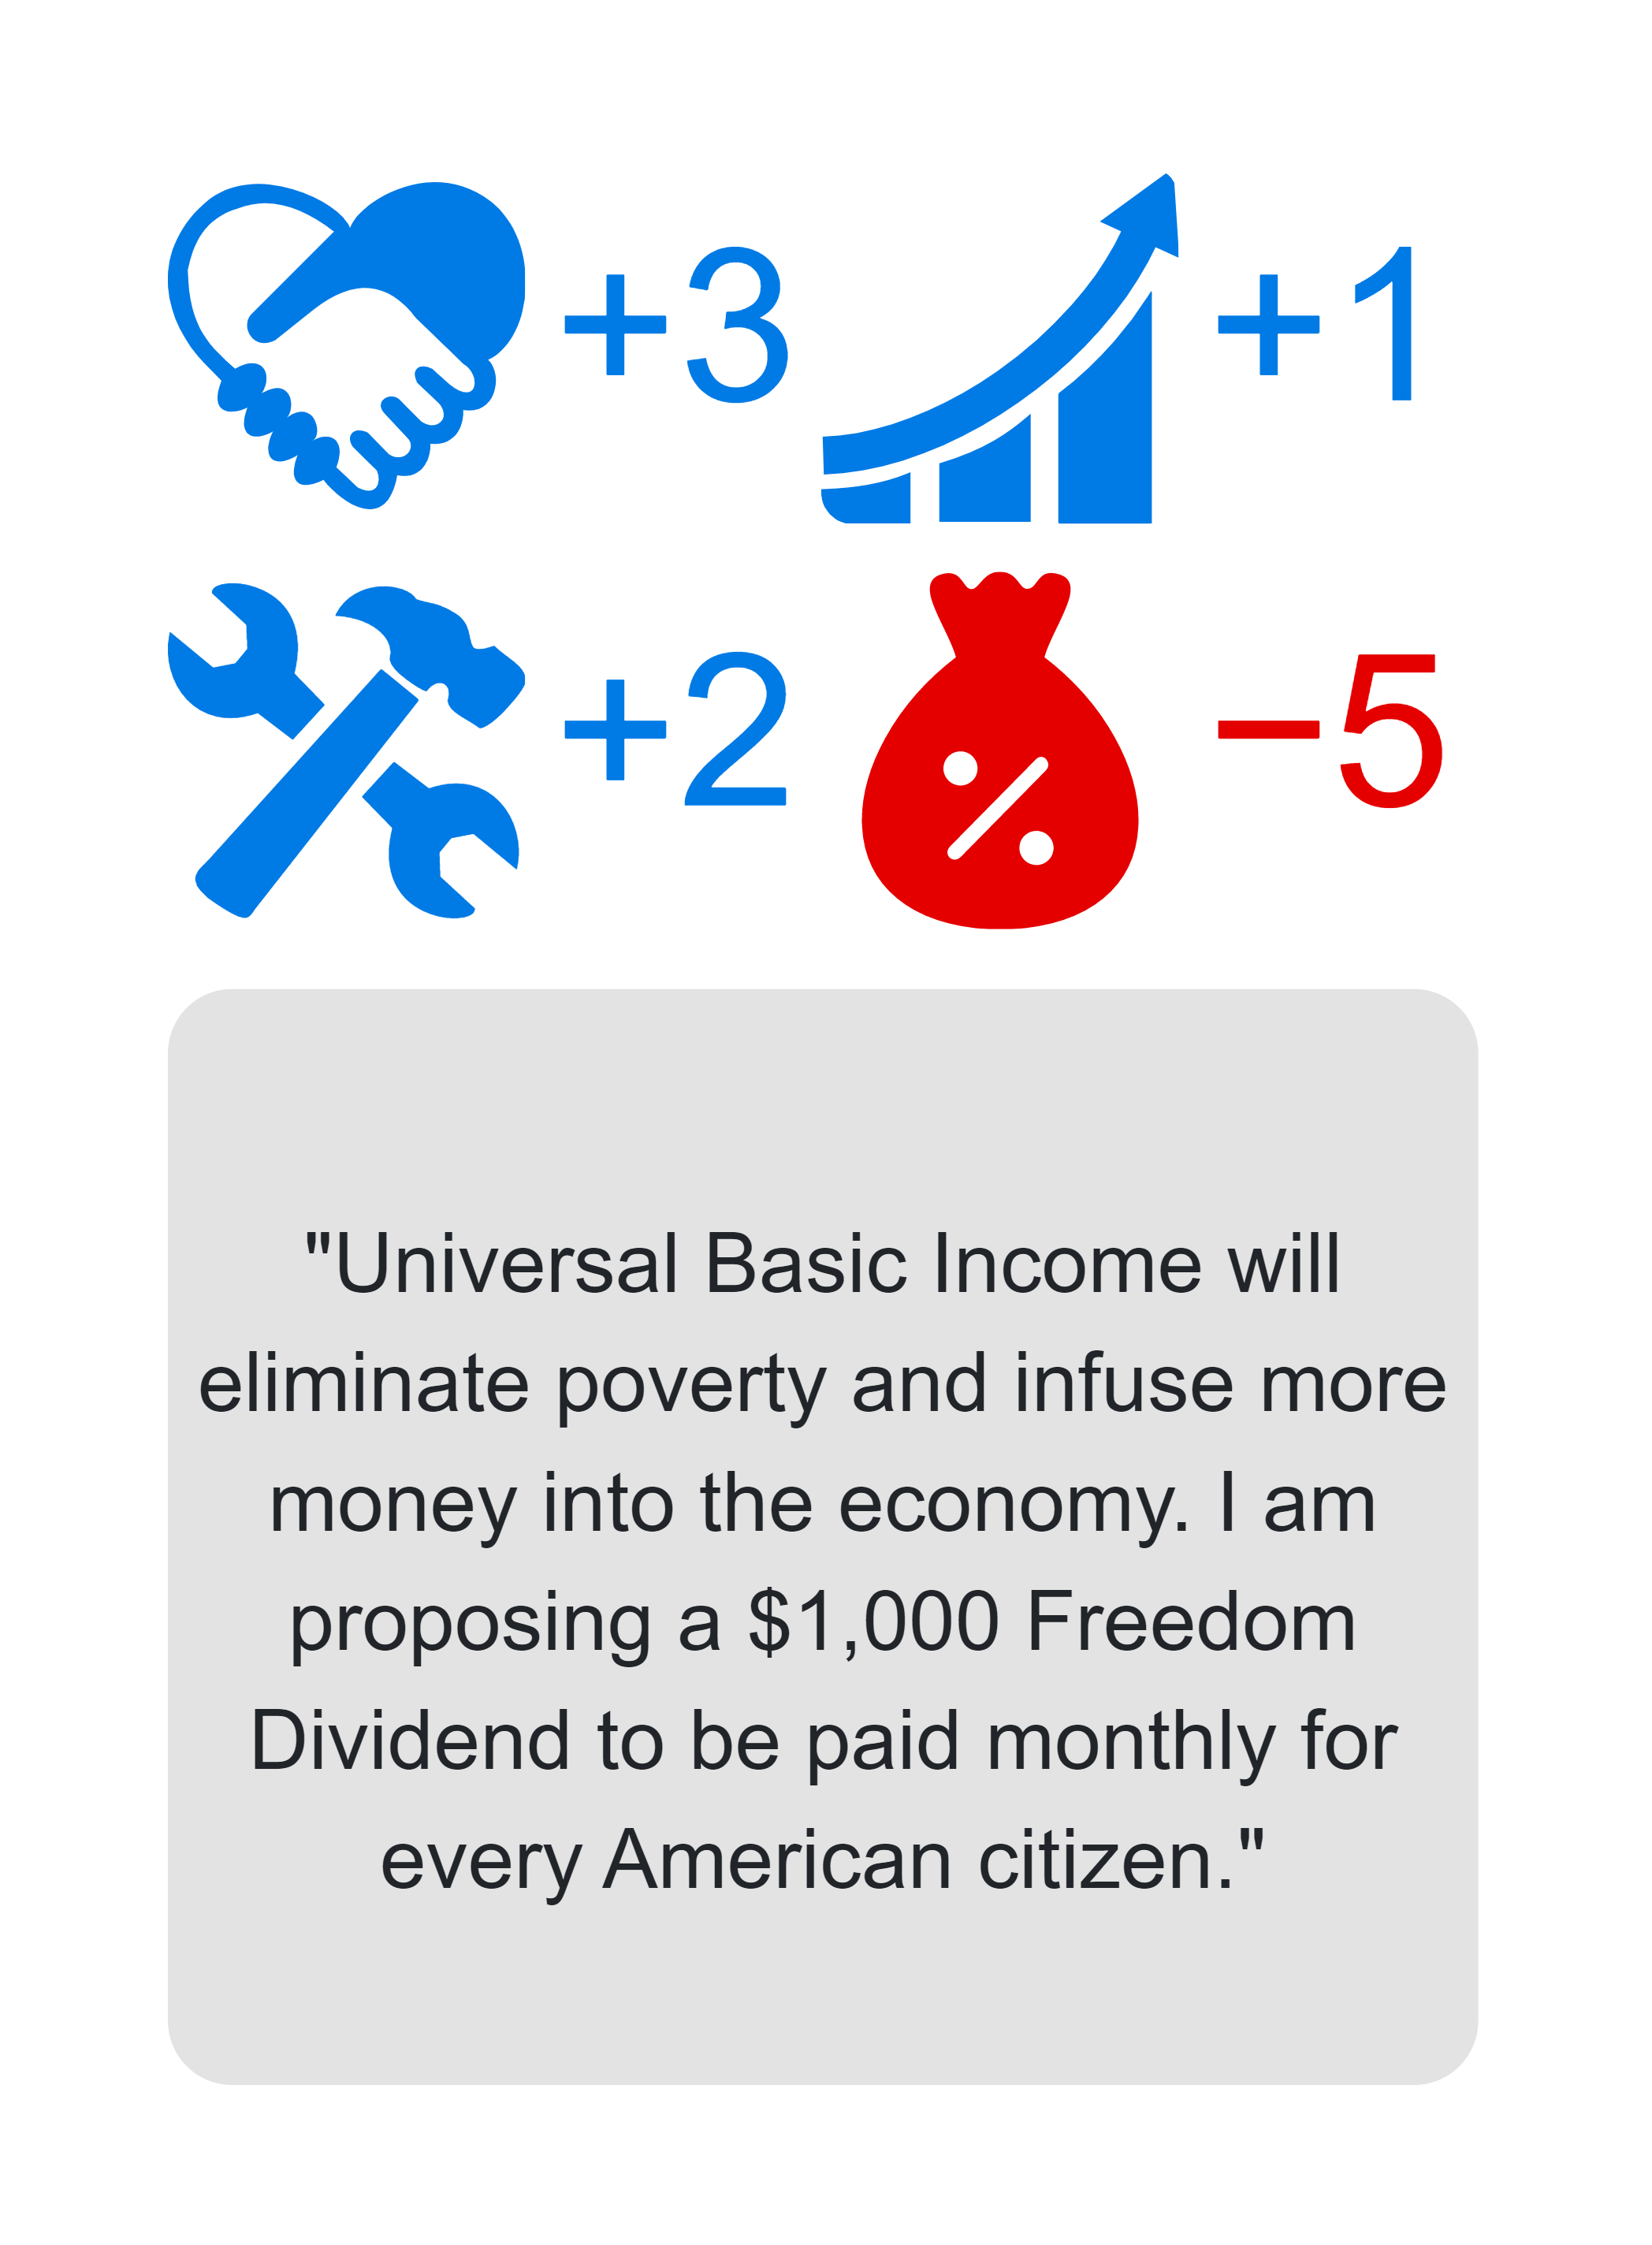 +3 +1
+2 % −5
"Universal Basic Income will
eliminate poverty and infuse more
money into the economy. I am
proposing a $1,000 Freedom
Dividend to be paid monthly for
every American citizen."